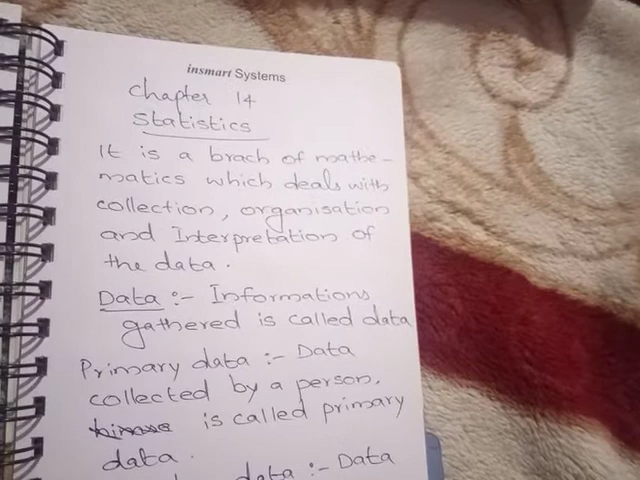 insmart Systems
Chapter 14
Statistics
It is a brach of mathe-
matics which deals with
collection, organisation
and Interpretation of
the data.
Data :- Informations
gathered is called data
Primary data :- Data
collected by a person,
is called primary
data.
data :- Data